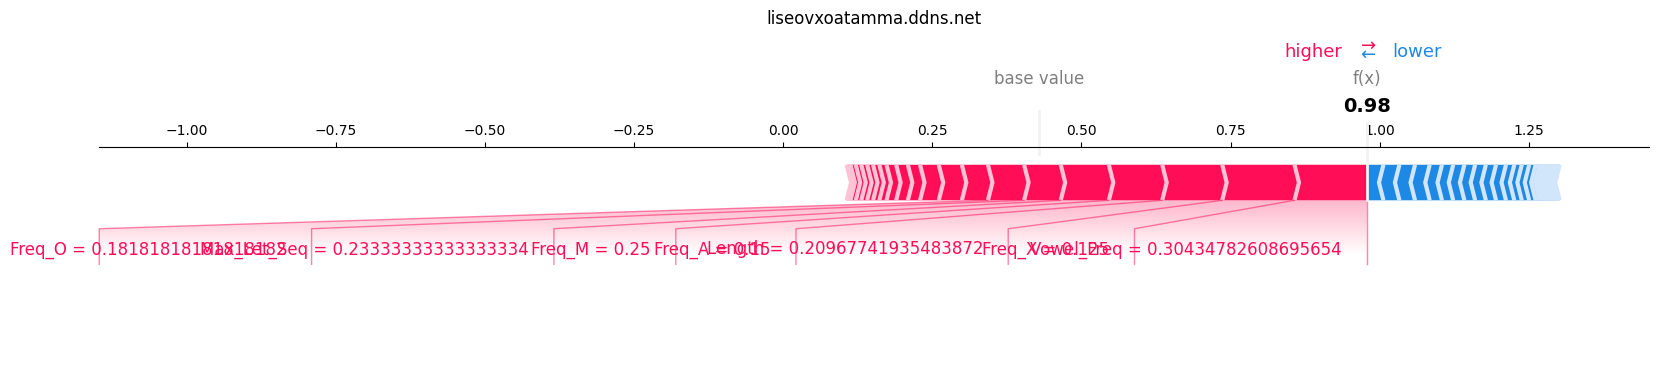 liseovxoatamma.ddns.net
higher ⇄ lower
base value f(x)
0.98
−1.00 −0.75 −0.50 −0.25 0.00 0.25 0.50 0.75 1.00 1.25
Freq_O = 0.18181818181818182 Max_Let_Seq = 0.23333333333333334 Freq_M = 0.25 Freq_A = 0.15 Length = 0.20967741935483872 Freq_X = 0.125 Vowel_Freq = 0.30434782608695654